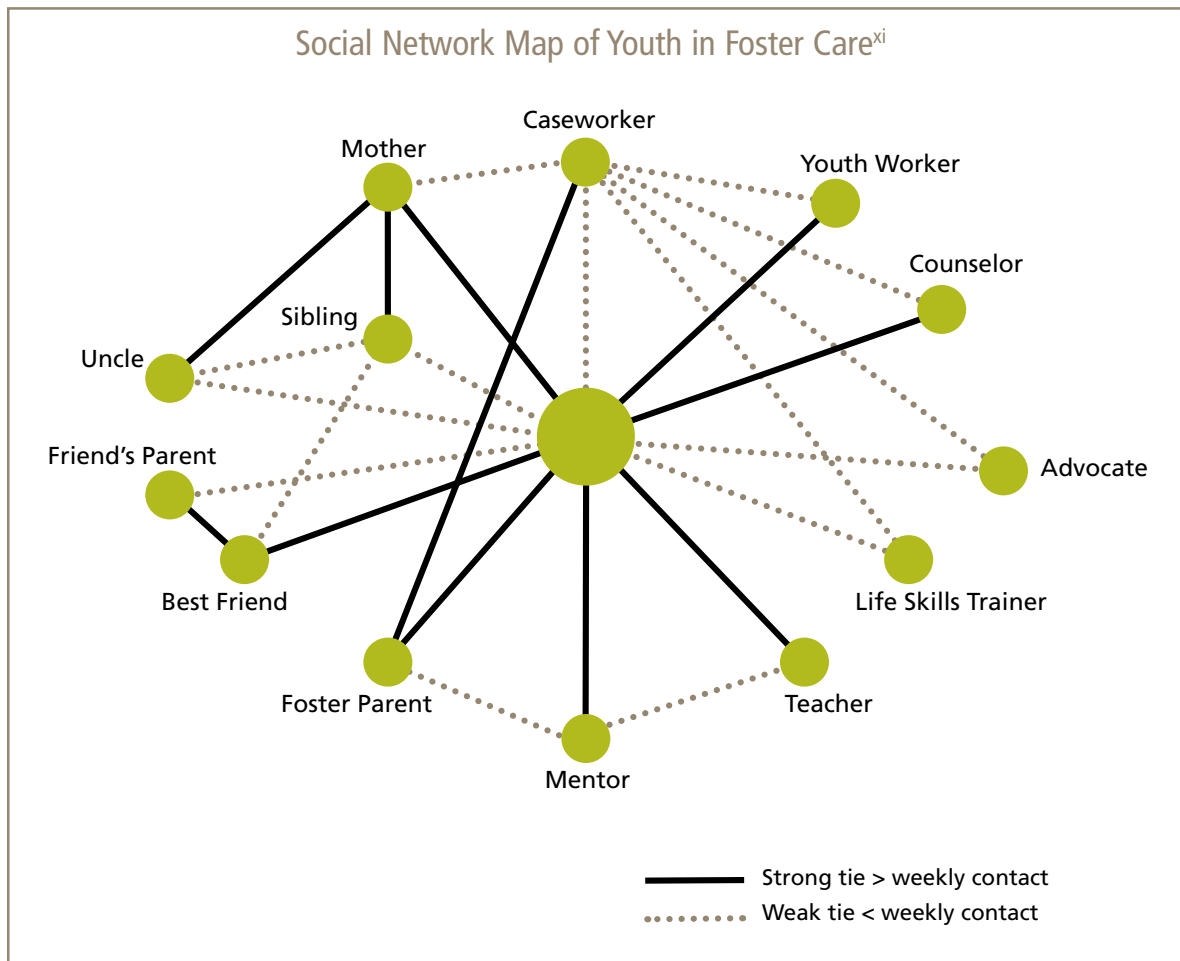 Social Network Map of Youth in Foster Care^xi
Caseworker
Mother
Youth Worker
Counselor
Sibling
Uncle
Friend's Parent
Advocate
Best Friend
Life Skills Trainer
Foster Parent
Teacher
Mentor
Strong tie > weekly contact
Weak tie < weekly contact